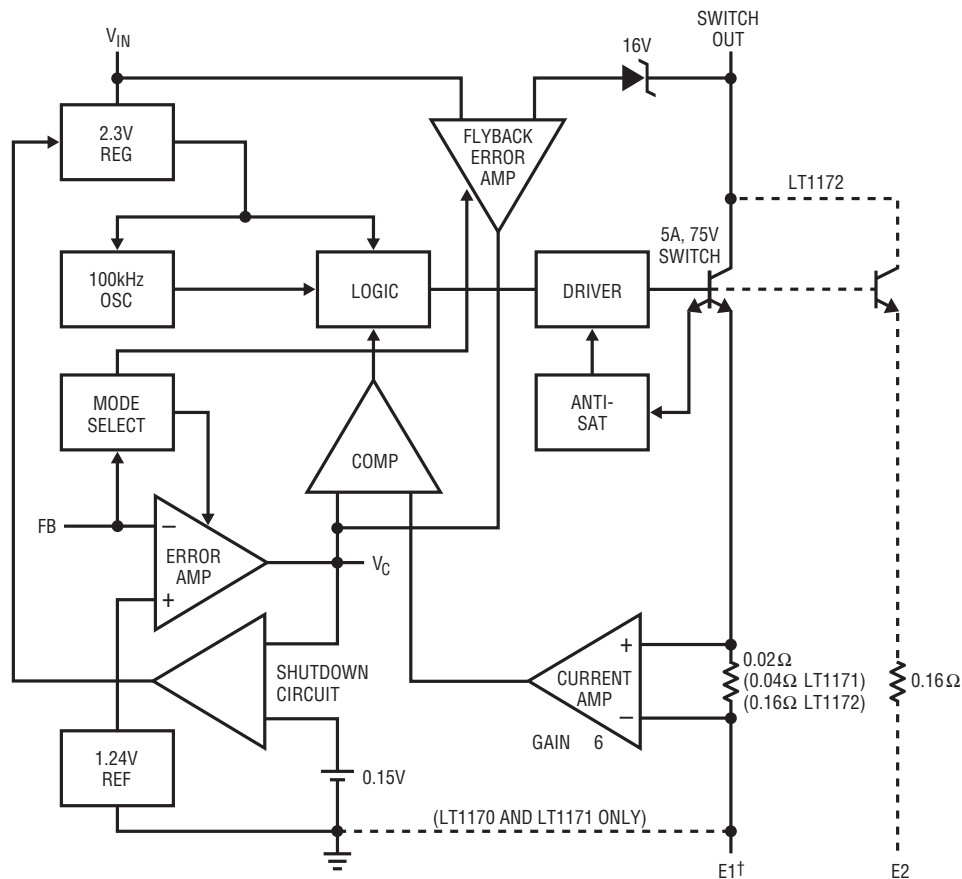 V_IN
SWITCH
OUT
16V
2.3V
REG
FLYBACK
ERROR
AMP
LT1172
5A, 75V
SWITCH
100kHz
OSC
LOGIC
DRIVER
MODE
SELECT
ANTI-
SAT
COMP
FB
−
ERROR
AMP
+
V_C
SHUTDOWN
CIRCUIT
+
CURRENT
AMP
−
GAIN 6
0.02Ω
(0.04Ω LT1171)
(0.16Ω LT1172)
0.16Ω
1.24V
REF
0.15V
(LT1170 AND LT1171 ONLY)
E1†
E2